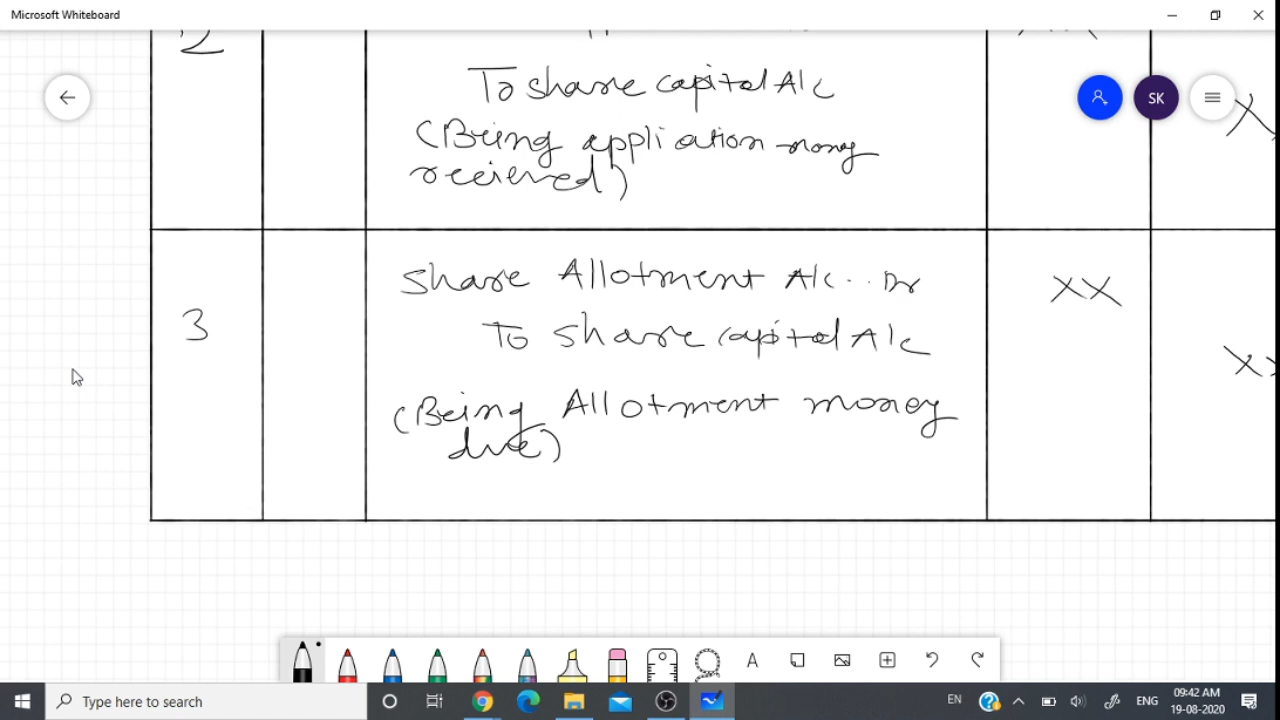 Microsoft Whiteboard
2
To share capital A/c
SK
(Being application money
recieved)
Share Allotment A/c.. Dr
XX
3
To share capital A/c
XX
(Being Allotment money
due)
A
Type here to search
EN
ENG
09:42 AM
19-08-2020